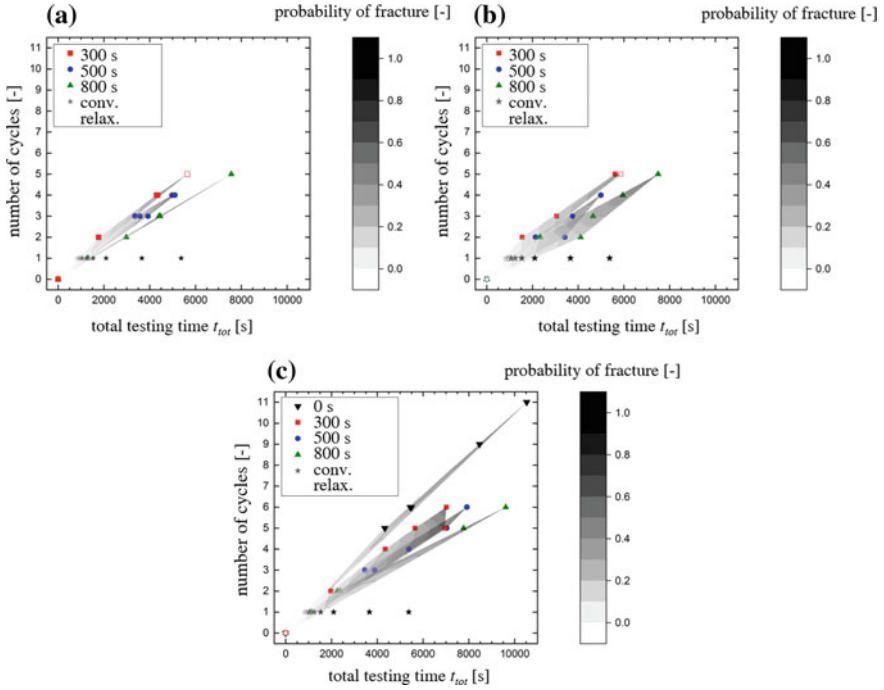 (a)
probability of fracture [-]
number of cycles [-]
11
10
9
8
7
6
5
4
3
2
1
0
300 s
500 s
800 s
conv.
relax.
0 2000 4000 6000 8000 10000
total testing time t_tot [s]
1.0
0.8
0.6
0.4
0.2
0.0
(b)
probability of fracture [-]
number of cycles [-]
11
10
9
8
7
6
5
4
3
2
1
0
300 s
500 s
800 s
conv.
relax.
0 2000 4000 6000 8000 10000
total testing time t_tot [s]
1.0
0.8
0.6
0.4
0.2
0.0
(c)
probability of fracture [-]
number of cycles [-]
11
10
9
8
7
6
5
4
3
2
1
0
0 s
300 s
500 s
800 s
conv.
relax.
0 2000 4000 6000 8000 10000
total testing time t_tot [s]
1.0
0.8
0.6
0.4
0.2
0.0